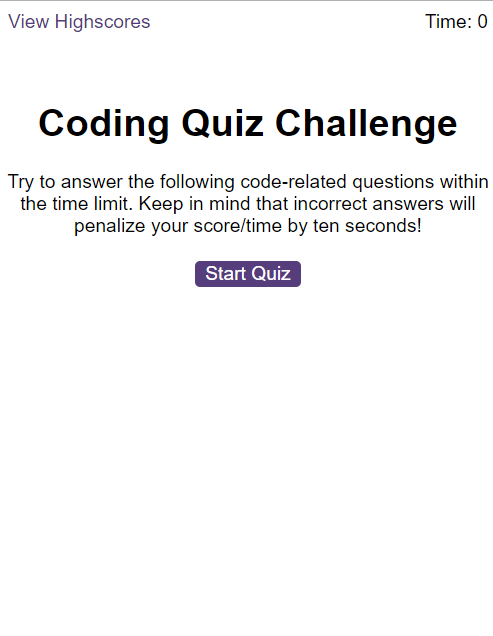 View Highscores
Time: 0
Coding Quiz Challenge
Try to answer the following code-related questions within
the time limit. Keep in mind that incorrect answers will
penalize your score/time by ten seconds!
Start Quiz